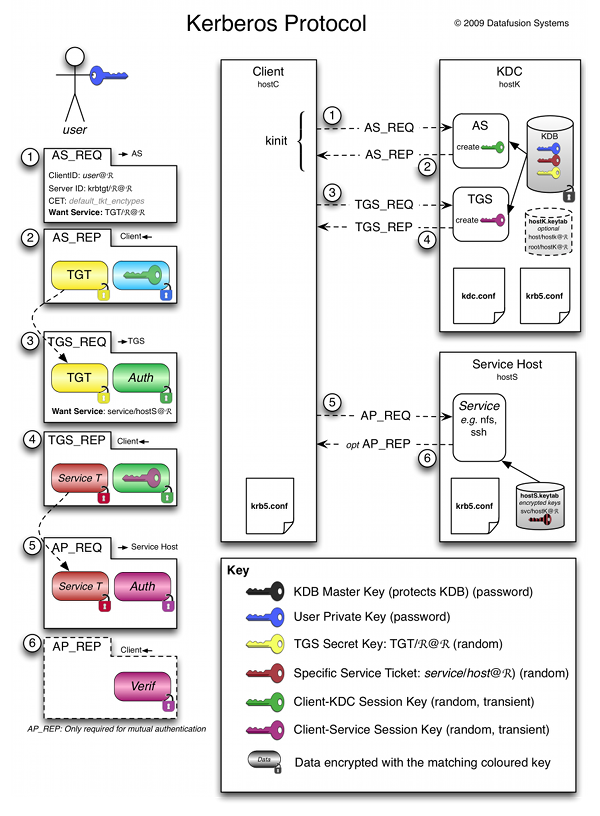 Kerberos Protocol
© 2009 Datafusion Systems
user
1
AS_REQ
AS
ClientID: user@ℛ
Server ID: krbtgt/ℛ@ℛ
CET: default_tkt_enctypes
Want Service: TGT/ℛ@ℛ
2
AS_REP
Client
TGT
3
TGS_REQ
TGS
TGT
Auth
Want Service: service/hostS@ℛ
4
TGS_REP
Client
Service T
5
AP_REQ
Service Host
Service T
Auth
6
AP_REP
Client
Verif
AP_REP: Only required for mutual authentication
Client
hostC
kinit
krb5.conf
1
AS_REQ
AS_REP
2
3
TGS_REQ
TGS_REP
4
5
AP_REQ
opt AP_REP
6
KDC
hostK
AS
create
TGS
create
KDB
hostK.keytab
optional
host/hostk@ℛ
root/hostK@ℛ
kdc.conf
krb5.conf
Service Host
hostS
Service
e.g. nfs,
ssh
krb5.conf
hostS.keytab
encrypted keys
svc/hostK@ℛ
Key
KDB Master Key (protects KDB) (password)
User Private Key (password)
TGS Secret Key: TGT/ℛ@ℛ (random)
Specific Service Ticket: service/host@ℛ) (random)
Client-KDC Session Key (random, transient)
Client-Service Session Key (random, transient)
Data
Data encrypted with the matching coloured key